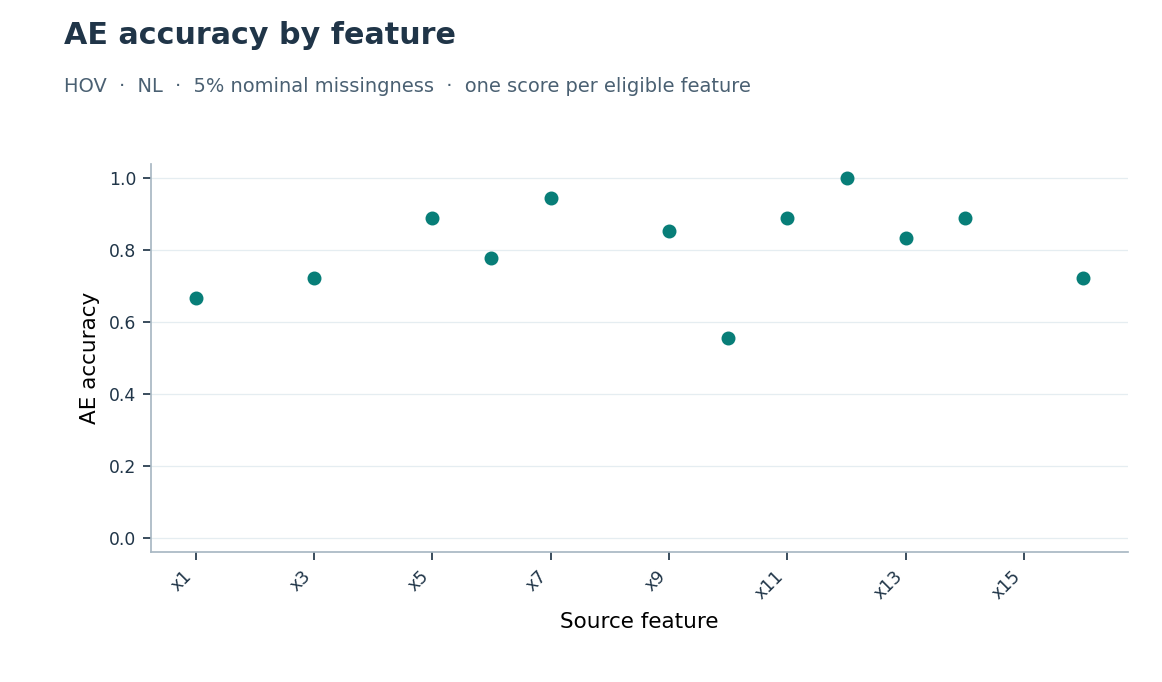 AE accuracy by feature
HOV · NL · 5% nominal missingness · one score per eligible feature
1.0
0.8
0.6
0.4
0.2
0.0
AE accuracy
x1
x3
x5
x7
x9
x11
x13
x15
Source feature